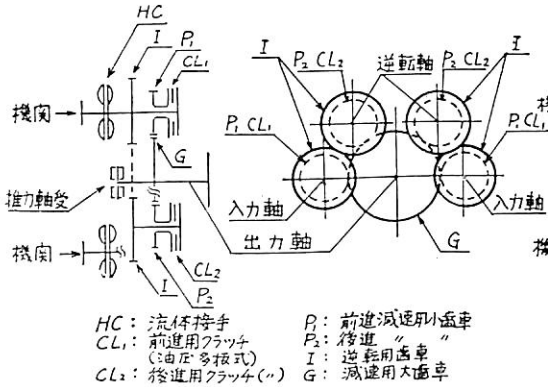 HC
I
P₁
CL₁
機関
G
推力軸受
機関
I
P₂
CL₂
出力軸
I
P₂ CL₂
逆転軸
P₂ CL₂
I
P₁ CL₁
P₁ CL₁
入力軸
入力軸
G
HC: 流体接手
CL₁: 前進用クラッチ
(油圧多板式)
CL₂: 後進用クラッチ(〃)
P₁: 前進減速用小歯車
P₂: 後進 〃 〃
I: 逆転用歯車
G: 減速用大歯車